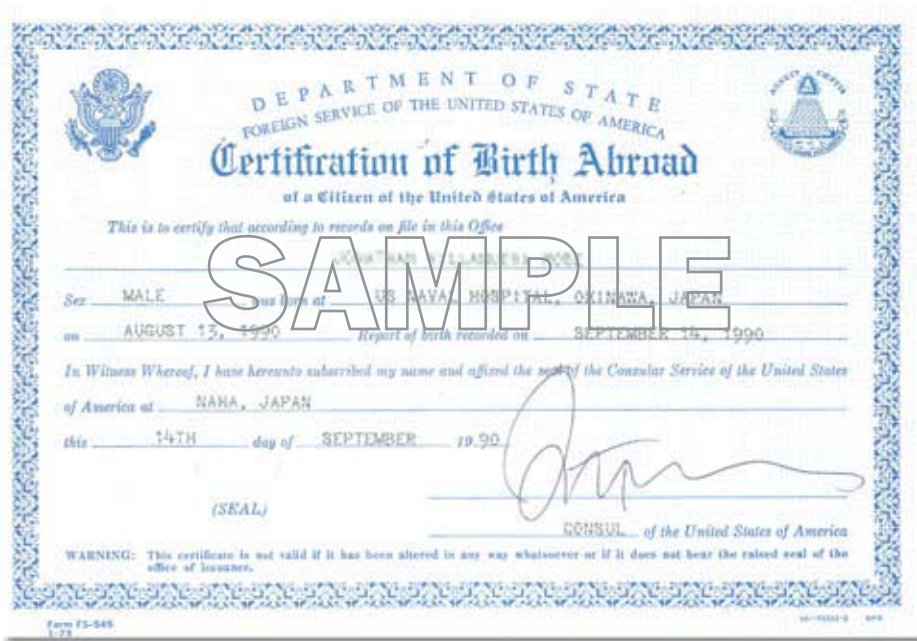 DEPARTMENT OF STATE
FOREIGN SERVICE OF THE UNITED STATES OF AMERICA
Certification of Birth Abroad
of a Citizen of the United States of America
This is to certify that according to records on file in this Office
JONATHAN
SAMPLE
Sex MALE was born at US NAVAL HOSPITAL, OKINAWA, JAPAN
on AUGUST 13, 1990 Report of birth recorded on SEPTEMBER 14, 1990
In Witness Whereof, I have hereunto subscribed my name and affixed the seal of the Consular Service of the United States
of America at NAHA, JAPAN
this 14TH day of SEPTEMBER 19 90
(SEAL)
CONSUL of the United States of America
WARNING: This certificate is not valid if it has been altered in any way whatsoever or if it does not bear the raised seal of the
office of issuance.
Form FS-545
1-73